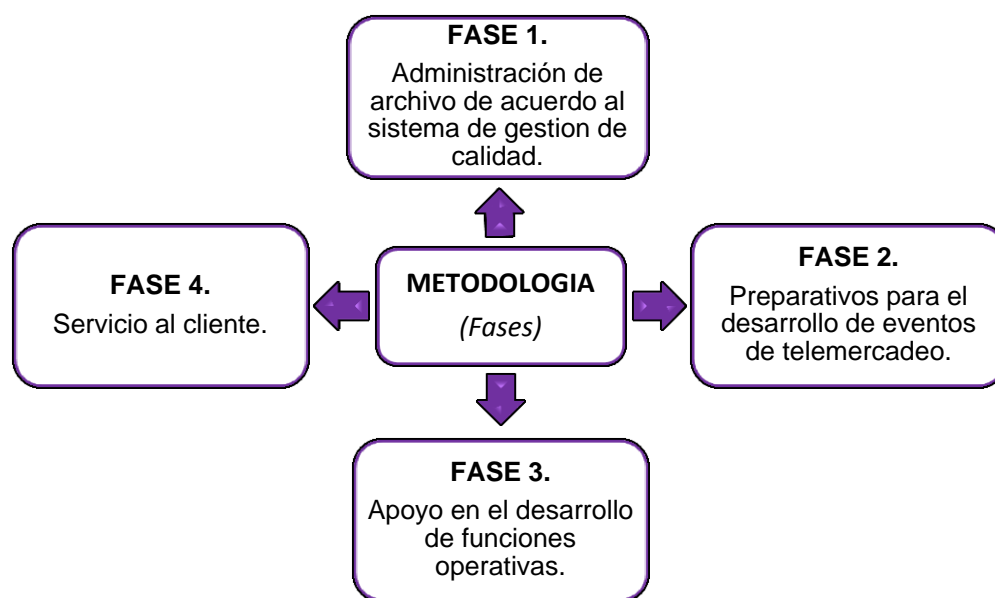 FASE 1.
Administración de
archivo de acuerdo al
sistema de gestion de
calidad.
FASE 4.
Servicio al cliente.
METODOLOGIA
(Fases)
FASE 2.
Preparativos para el
desarrollo de eventos
de telemercadeo.
FASE 3.
Apoyo en el desarrollo
de funciones
operativas.